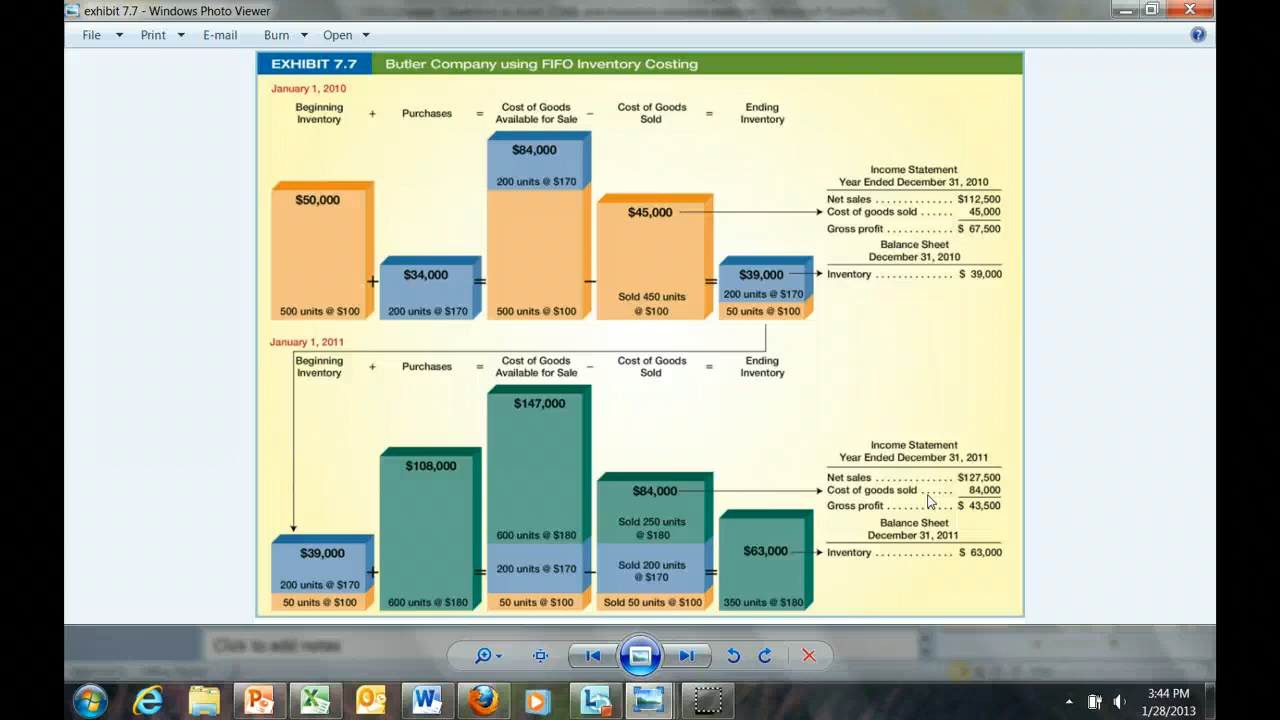 exhibit 7.7 - Windows Photo Viewer
File Print E-mail Burn Open
EXHIBIT 7.7 Butler Company using FIFO Inventory Costing
January 1, 2010
Beginning Inventory + Purchases = Cost of Goods Available for Sale − Cost of Goods Sold = Ending Inventory
$84,000
200 units @ $170
500 units @ $100
$50,000
500 units @ $100
+
$34,000
200 units @ $170
=
−
$45,000
Sold 450 units
@ $100
=
$39,000
200 units @ $170
50 units @ $100
Income Statement
Year Ended December 31, 2010
Net sales . . . . . . . . . . . . . $112,500
Cost of goods sold . . . . . . 45,000
Gross profit . . . . . . . . . . . $ 67,500
Balance Sheet
December 31, 2010
Inventory . . . . . . . . . . . . . $ 39,000
January 1, 2011
Beginning Inventory + Purchases = Cost of Goods Available for Sale − Cost of Goods Sold = Ending Inventory
$39,000
200 units @ $170
50 units @ $100
+
$108,000
600 units @ $180
=
$147,000
600 units @ $180
200 units @ $170
50 units @ $100
−
$84,000
Sold 250 units
@ $180
Sold 200 units
@ $170
Sold 50 units @ $100
=
$63,000
350 units @ $180
Income Statement
Year Ended December 31, 2011
Net sales . . . . . . . . . . . . . $127,500
Cost of goods sold . . . . . . 84,000
Gross profit . . . . . . . . . . . $ 43,500
Balance Sheet
December 31, 2011
Inventory . . . . . . . . . . . . . $ 63,000
Click to add notes
3:44 PM
1/28/2013